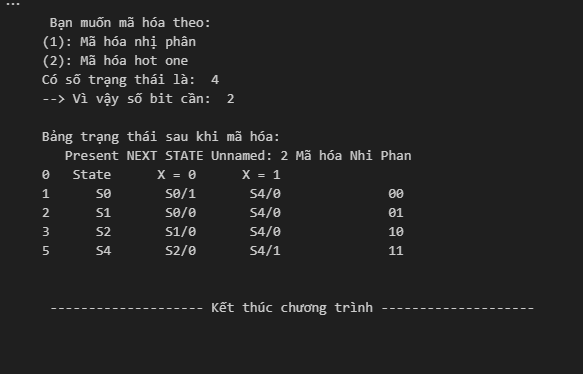 ...
Bạn muốn mã hóa theo:
(1): Mã hóa nhị phân
(2): Mã hóa hot one
Có số trạng thái là:  4
--> Vì vậy số bit cần:  2
Bảng trạng thái sau khi mã hóa:
Present NEXT STATE Unnamed: 2 Mã hóa Nhi Phan
0   State      X = 0      X = 1
1      S0       S0/1       S4/0              00
2      S1       S0/0       S4/0              01
3      S2       S1/0       S4/0              10
5      S4       S2/0       S4/1              11
-------------------- Kết thúc chương trình --------------------